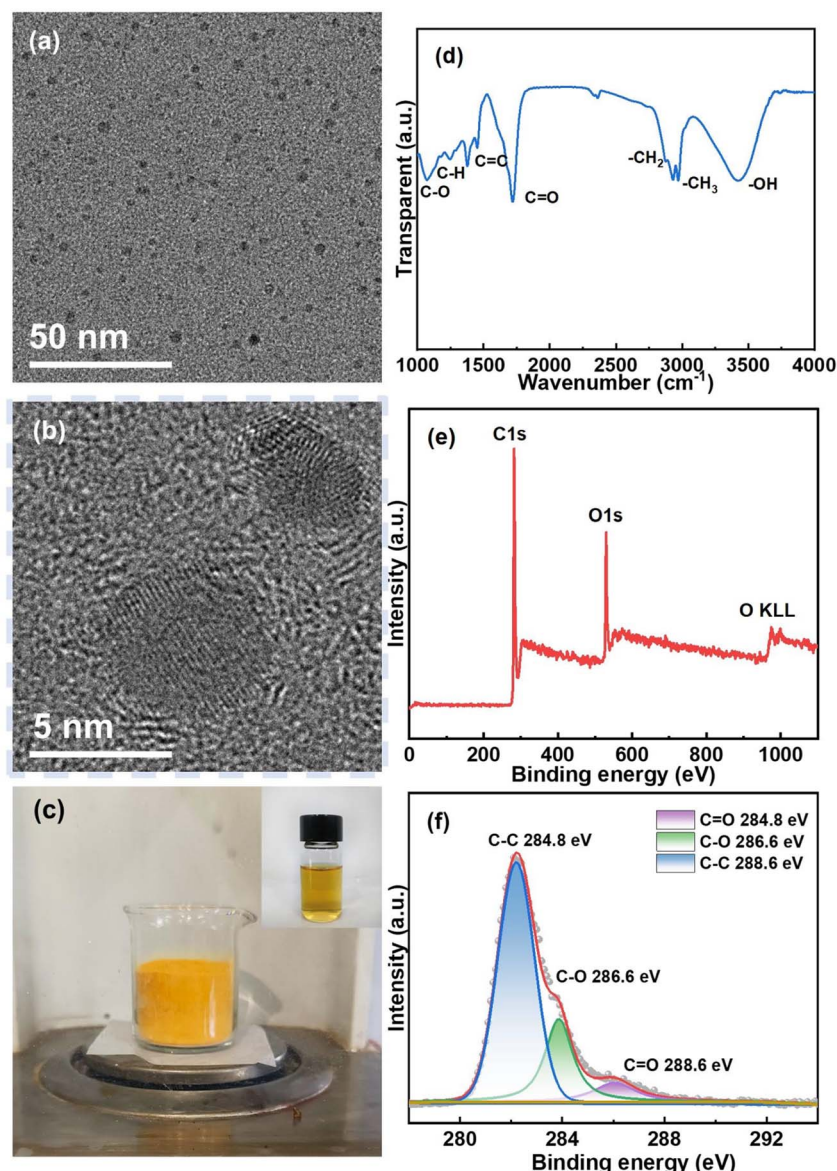 (a)
50 nm
(b)
5 nm
(c)
(d)
Transparent (a.u.)
C-O
C-H
C=C
C=O
-CH₂
-CH₃
-OH
1000 1500 2000 2500 3000 3500 4000
Wavenumber (cm⁻¹)
(e)
Intensity (a.u.)
C1s
O1s
O KLL
0 200 400 600 800 1000
Binding energy (eV)
(f)
Intensity (a.u.)
C=O 284.8 eV
C-O 286.6 eV
C-C 288.6 eV
C-C 284.8 eV
C-O 286.6 eV
C=O 288.6 eV
280 284 288 292
Binding energy (eV)